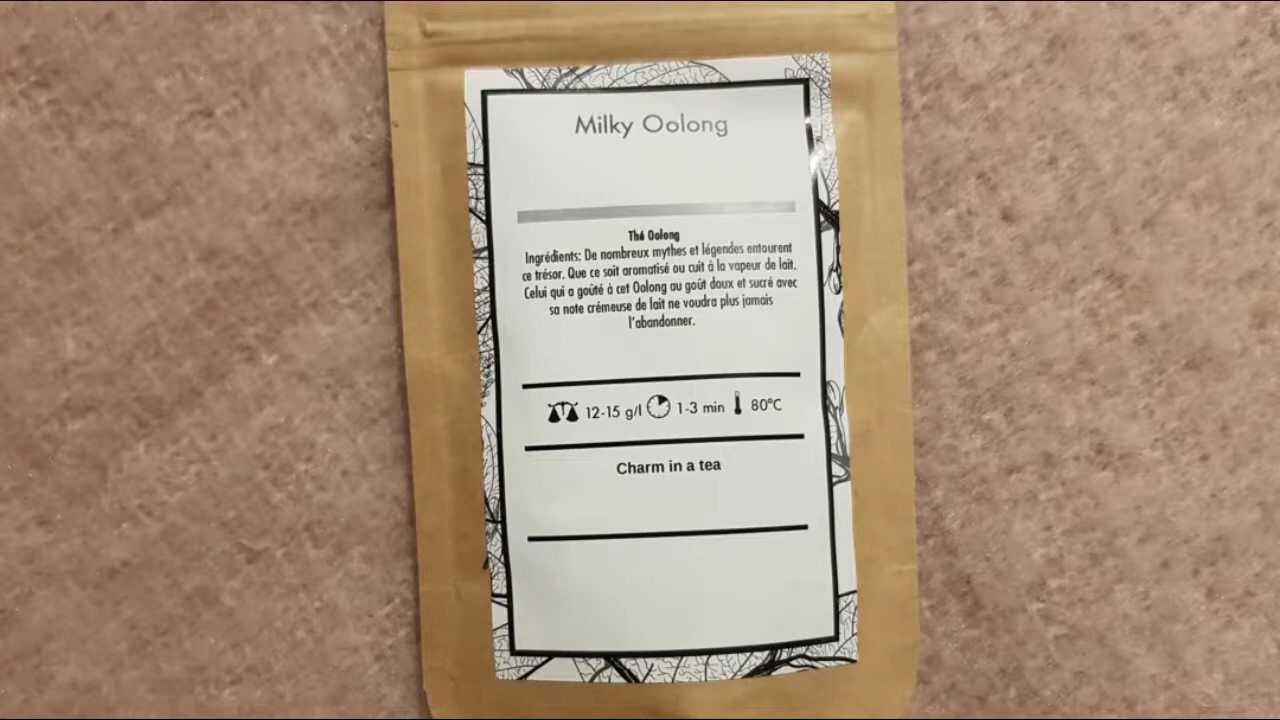 Milky Oolong
Thé Oolong
Ingrédients: De nombreux mythes et légendes entourent
ce trésor. Que ce soit aromatisé ou cuit à la vapeur de lait.
Celui qui a goûté à cet Oolong au goût doux et sucré avec
sa note crémeuse de lait ne voudra plus jamais
l'abandonner.
12-15 g/l 1-3 min 80°C
Charm in a tea